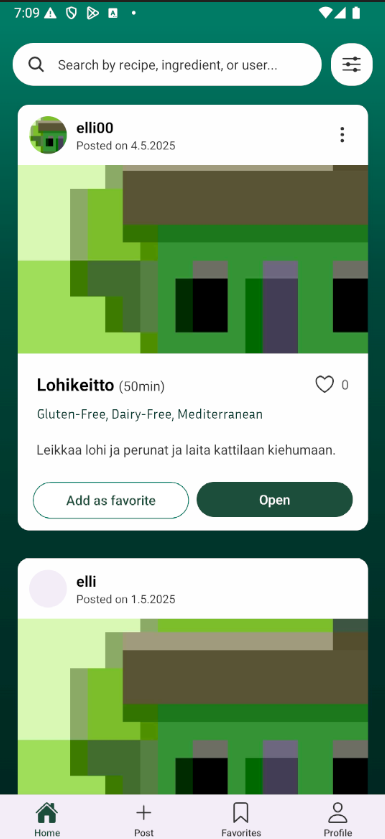 7:09
Search by recipe, ingredient, or user...
elli00
Posted on 4.5.2025
Lohikeitto (50min)
0
Gluten-Free, Dairy-Free, Mediterranean
Leikkaa lohi ja perunat ja laita kattilaan kiehumaan.
Add as favorite
Open
elli
Posted on 1.5.2025
Home
Post
Favorites
Profile